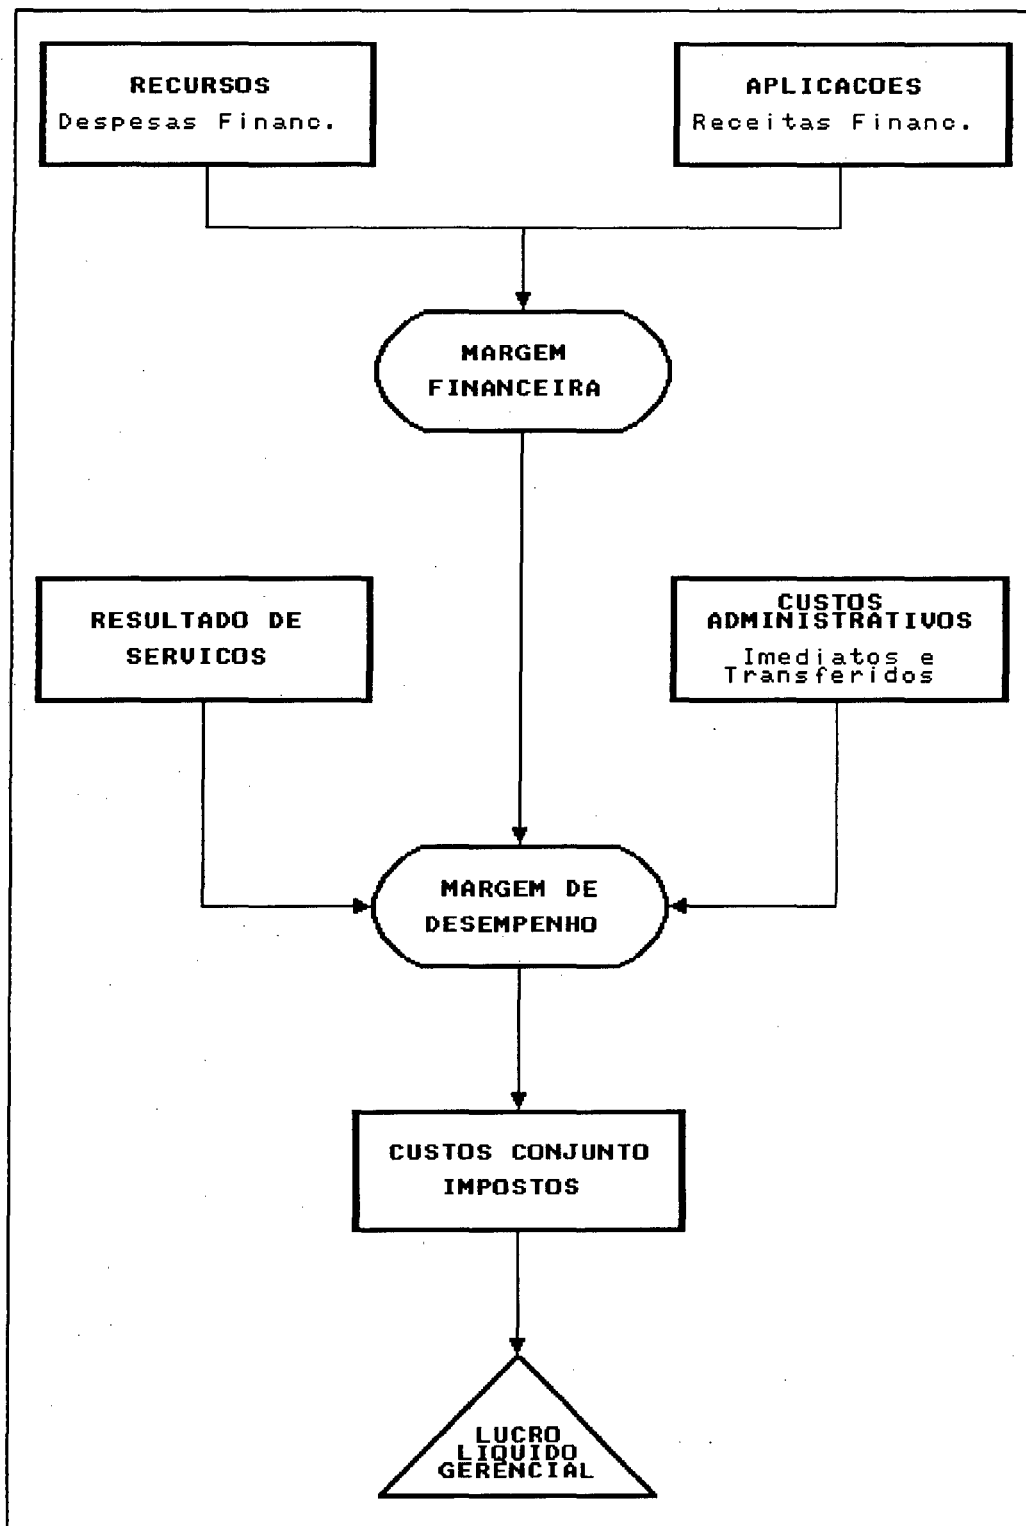 RECURSOS
Despesas Financ.
APLICACOES
Receitas Financ.
MARGEM
FINANCEIRA
RESULTADO DE
SERVICOS
CUSTOS
ADMINISTRATIVOS
Imediatos e
Transferidos
MARGEM DE
DESEMPENHO
CUSTOS CONJUNTO
IMPOSTOS
LUCRO
LIQUIDO
GERENCIAL